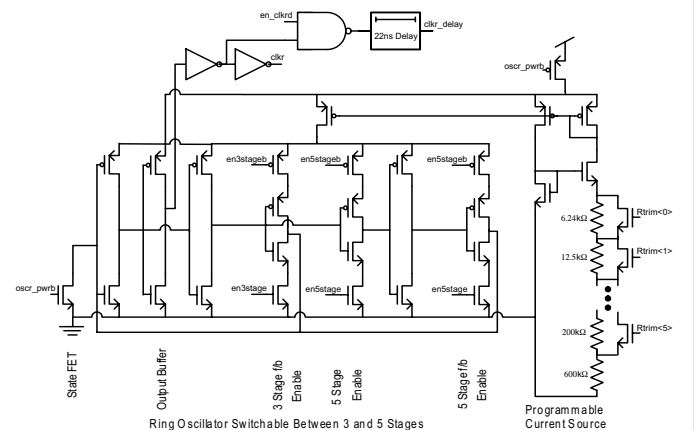 en_clkrd
22ns Delay
clkr_delay
clkr
oscr_pwrb
en3stageb
en5stageb
en5stageb
6.24kΩ
Rtrim<0>
12.5kΩ
Rtrim<1>
oscr_pwrb
en3stage
en5stage
en5stage
200kΩ
Rtrim<5>
600kΩ
State FET
Output Buffer
3 Stage f/b
Enable
5 Stage
Enable
5 Stage f/b
Enable
Programmable
Current Source
Ring Oscillator Switchable Between 3 and 5 Stages